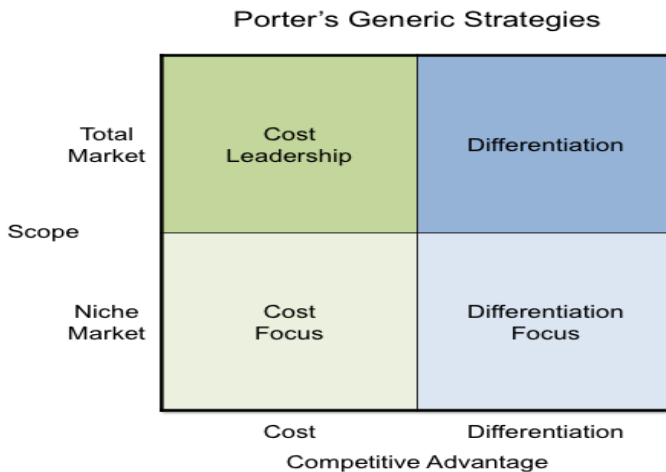 Porter's Generic Strategies
Total
Market
Cost
Leadership
Differentiation
Scope
Niche
Market
Cost
Focus
Differentiation
Focus
Cost
Differentiation
Competitive Advantage